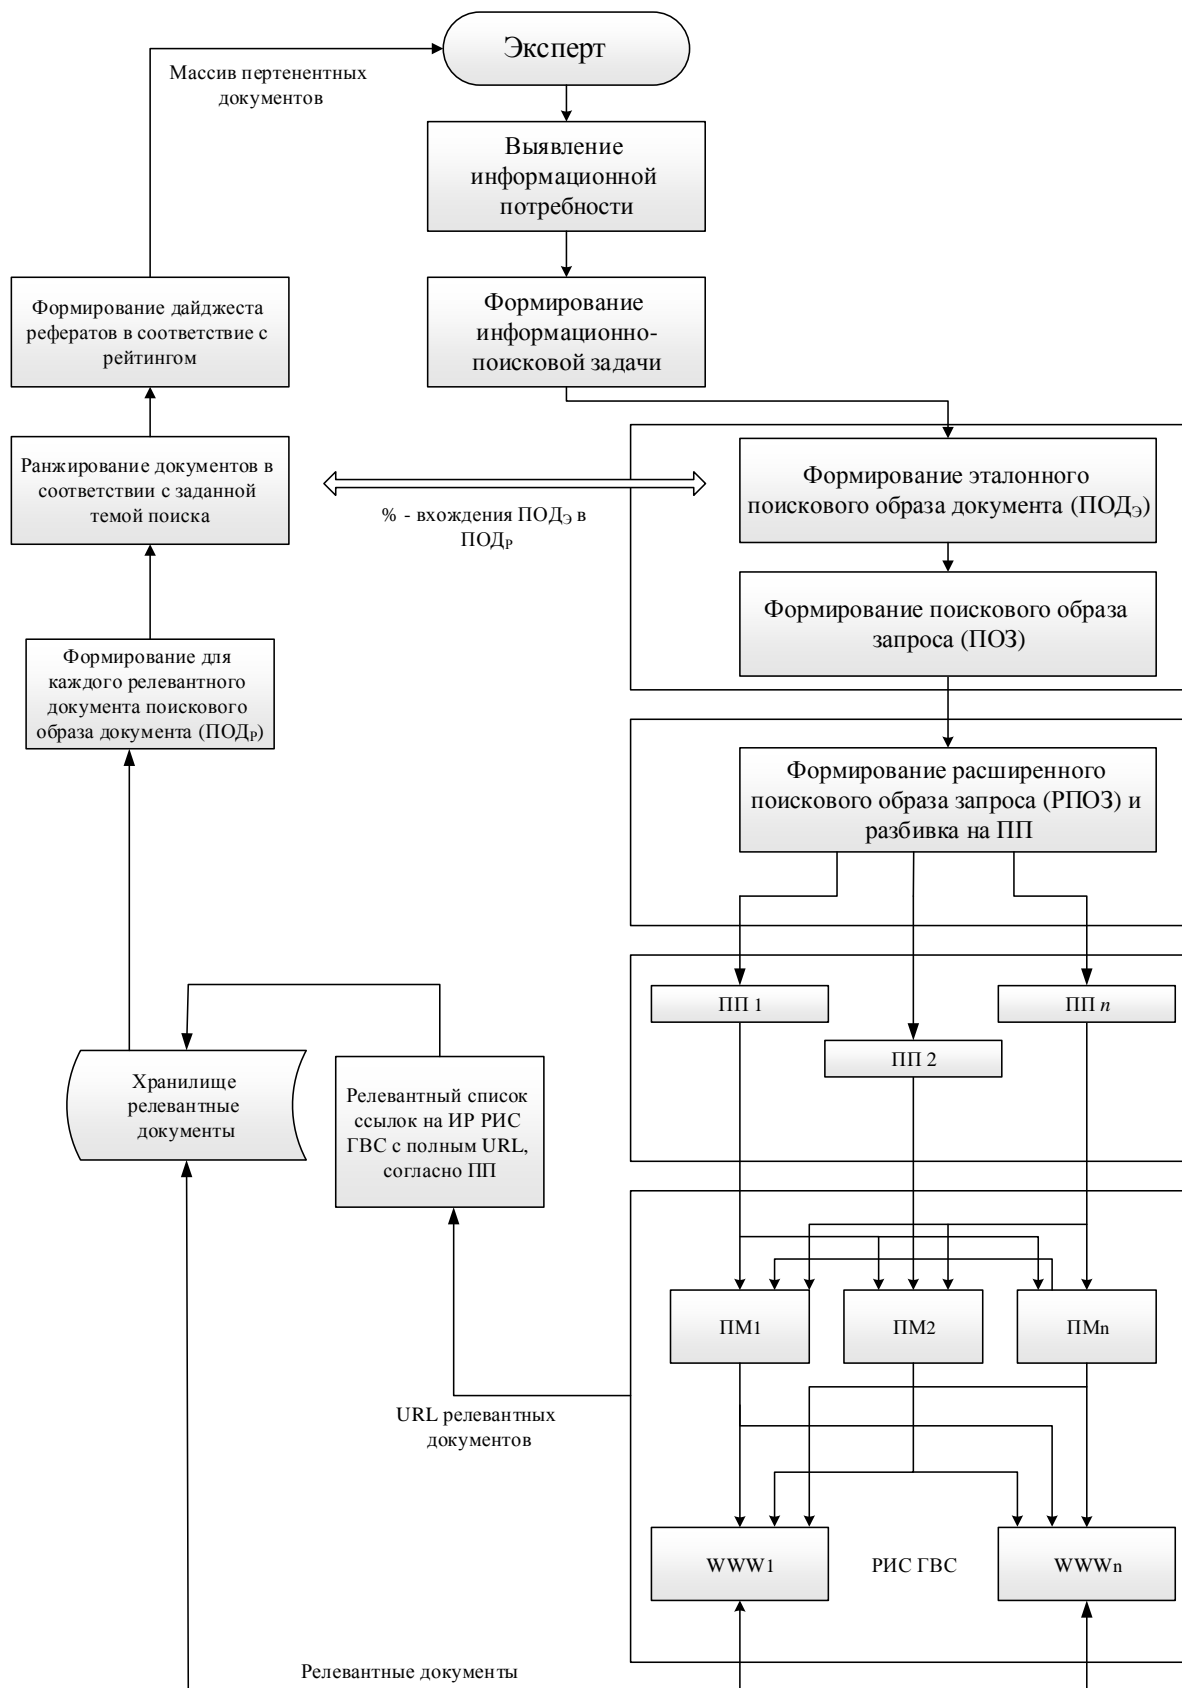 Эксперт
Массив пертенентных
документов
Выявление
информационной
потребности
Формирование
информационно-
поисковой задачи
Формирование дайджеста
рефератов в соответствие с
рейтингом
Ранжирование документов в
соответствии с заданной
темой поиска
% - вхождения ПОДЭ в
ПОДР
Формирование эталонного
поискового образа документа (ПОДЭ)
Формирование поискового образа
запроса (ПОЗ)
Формирование для
каждого релевантного
документа поискового
образа документа (ПОДР)
Формирование расширенного
поискового образа запроса (РПОЗ) и
разбивка на ПП
ПП 1
ПП n
ПП 2
Хранилище
релевантные
документы
Релевантный список
ссылок на ИР РИС
ГВС с полным URL,
согласно ПП
ПМ1
ПМ2
ПМn
URL релевантных
документов
WWW1
РИС ГВС
WWWn
Релевантные документы